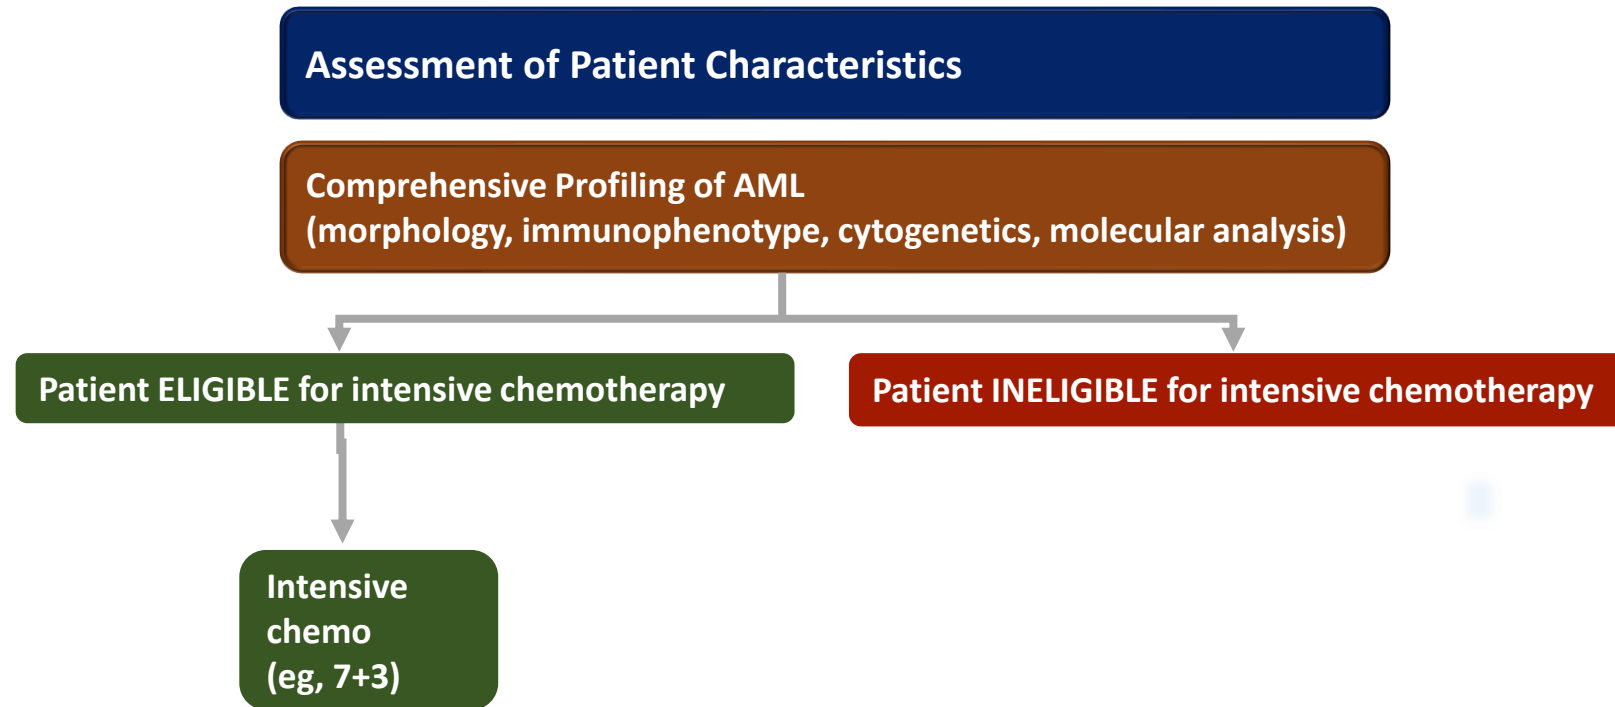 Assessment of Patient Characteristics
Comprehensive Profiling of AML
(morphology, immunophenotype, cytogenetics, molecular analysis)
Patient ELIGIBLE for intensive chemotherapy
Patient INELIGIBLE for intensive chemotherapy
Intensive
chemo
(eg, 7+3)